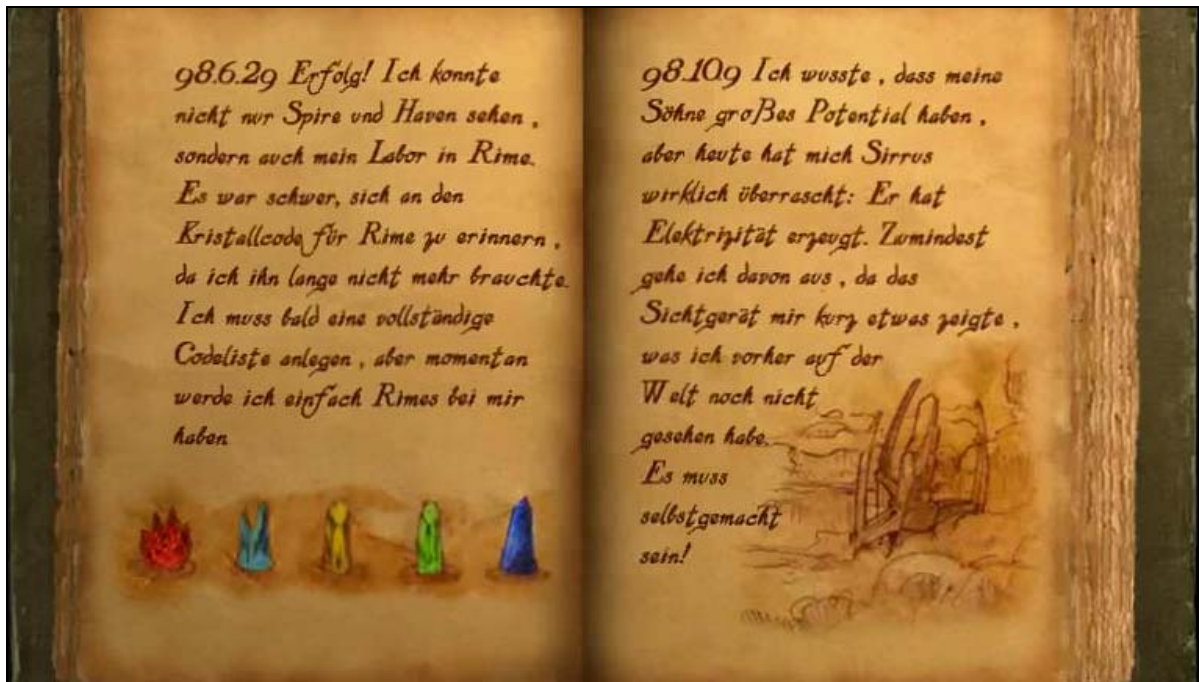 98.6.29 Erfolg! Ich konnte
nicht nur Spire und Haven sehen,
sondern auch mein Labor in Rime.
Es war schwer, sich an den
Kristallcode für Rime zu erinnern,
da ich ihn lange nicht mehr brauchte.
Ich muss bald eine vollständige
Codeliste anlegen, aber momentan
werde ich einfach Rimes bei mir
haben
98.10.9 Ich wusste, dass meine
Söhne großes Potential haben,
aber heute hat mich Sirrus
wirklich überrascht: Er hat
Elektrizität erzeugt. Zumindest
gehe ich davon aus, da das
Sichtgerät mir kurz etwas zeigte,
was ich vorher auf der
Welt noch nicht
gesehen habe.
Es muss
selbstgemacht
sein!